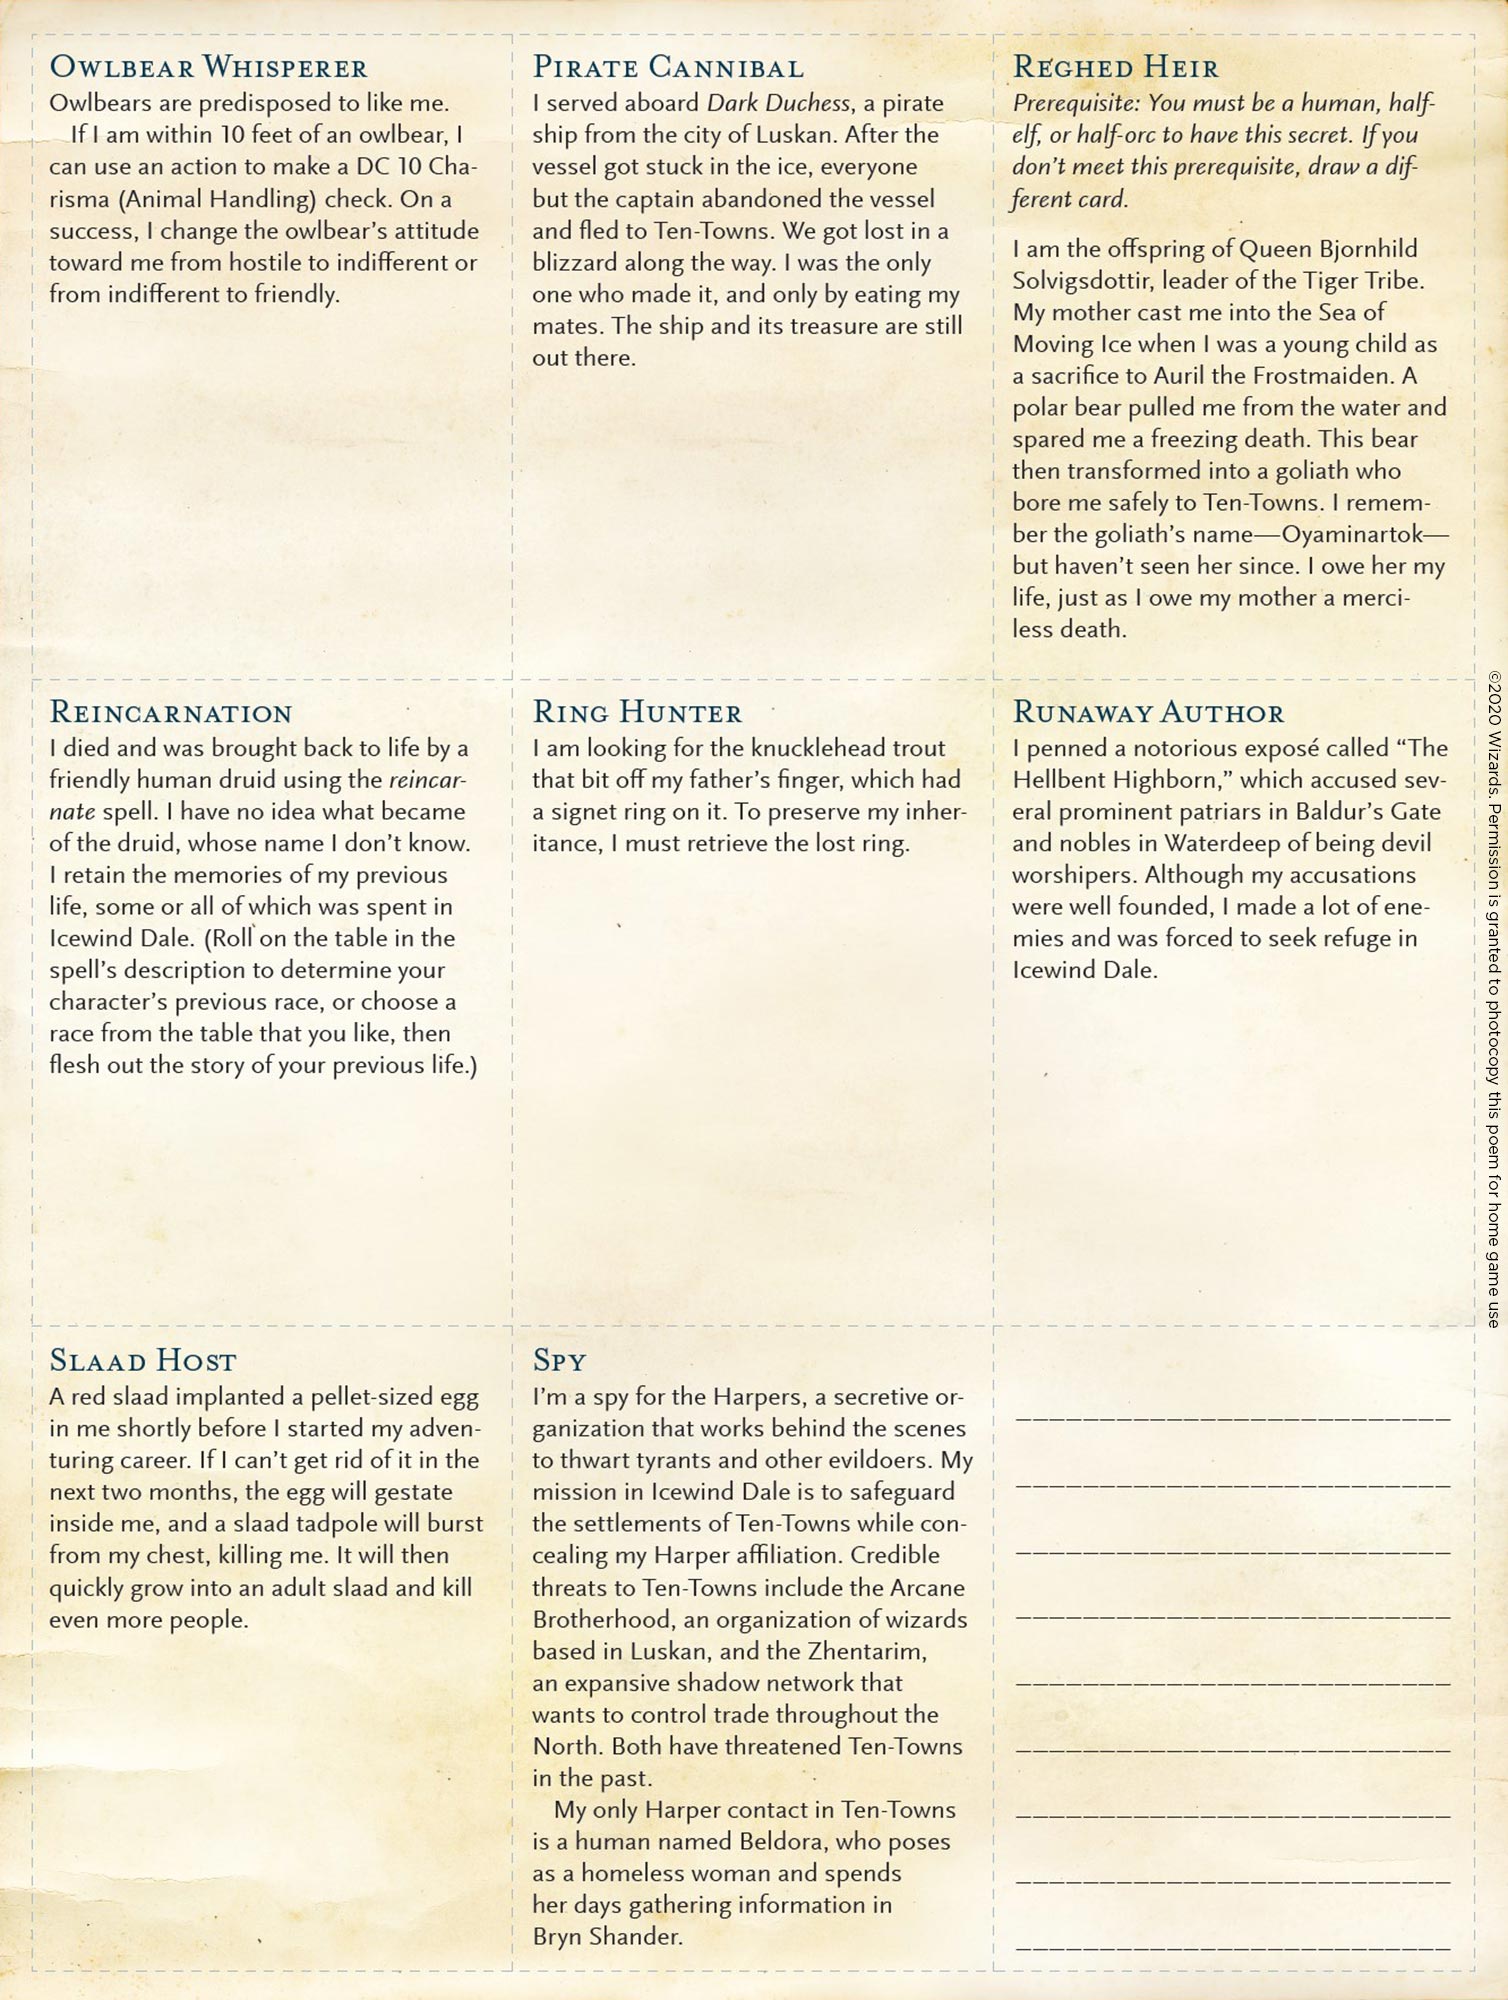 OWLBEAR WHISPERER
Owlbears are predisposed to like me.
If I am within 10 feet of an owlbear, I
can use an action to make a DC 10 Cha-
risma (Animal Handling) check. On a
success, I change the owlbear’s attitude
toward me from hostile to indifferent or
from indifferent to friendly.
PIRATE CANNIBAL
I served aboard Dark Duchess, a pirate
ship from the city of Luskan. After the
vessel got stuck in the ice, everyone
but the captain abandoned the vessel
and fled to Ten-Towns. We got lost in a
blizzard along the way. I was the only
one who made it, and only by eating my
mates. The ship and its treasure are still
out there.
REGHED HEIR
Prerequisite: You must be a human, half-
elf, or half-orc to have this secret. If you
don’t meet this prerequisite, draw a dif-
ferent card.
I am the offspring of Queen Bjornhild
Solvigsdottir, leader of the Tiger Tribe.
My mother cast me into the Sea of
Moving Ice when I was a young child as
a sacrifice to Auril the Frostmaiden. A
polar bear pulled me from the water and
spared me a freezing death. This bear
then transformed into a goliath who
bore me safely to Ten-Towns. I remem-
ber the goliath’s name—Oyaminartok—
but haven’t seen her since. I owe her my
life, just as I owe my mother a merci-
less death.
REINCARNATION
I died and was brought back to life by a
friendly human druid using the reincar-
nate spell. I have no idea what became
of the druid, whose name I don’t know.
I retain the memories of my previous
life, some or all of which was spent in
Icewind Dale. (Roll on the table in the
spell’s description to determine your
character’s previous race, or choose a
race from the table that you like, then
flesh out the story of your previous life.)
RING HUNTER
I am looking for the knucklehead trout
that bit off my father’s finger, which had
a signet ring on it. To preserve my inher-
itance, I must retrieve the lost ring.
RUNAWAY AUTHOR
I penned a notorious exposé called “The
Hellbent Highborn,” which accused sev-
eral prominent patriars in Baldur’s Gate
and nobles in Waterdeep of being devil
worshipers. Although my accusations
were well founded, I made a lot of ene-
mies and was forced to seek refuge in
Icewind Dale.
SLAAD HOST
A red slaad implanted a pellet-sized egg
in me shortly before I started my adven-
turing career. If I can’t get rid of it in the
next two months, the egg will gestate
inside me, and a slaad tadpole will burst
from my chest, killing me. It will then
quickly grow into an adult slaad and kill
even more people.
SPY
I’m a spy for the Harpers, a secretive or-
ganization that works behind the scenes
to thwart tyrants and other evildoers. My
mission in Icewind Dale is to safeguard
the settlements of Ten-Towns while con-
cealing my Harper affiliation. Credible
threats to Ten-Towns include the Arcane
Brotherhood, an organization of wizards
based in Luskan, and the Zhentarim,
an expansive shadow network that
wants to control trade throughout the
North. Both have threatened Ten-Towns
in the past.
My only Harper contact in Ten-Towns
is a human named Beldora, who poses
as a homeless woman and spends
her days gathering information in
Bryn Shander.
©2020 Wizards. Permission is granted to photocopy this poem for home game use